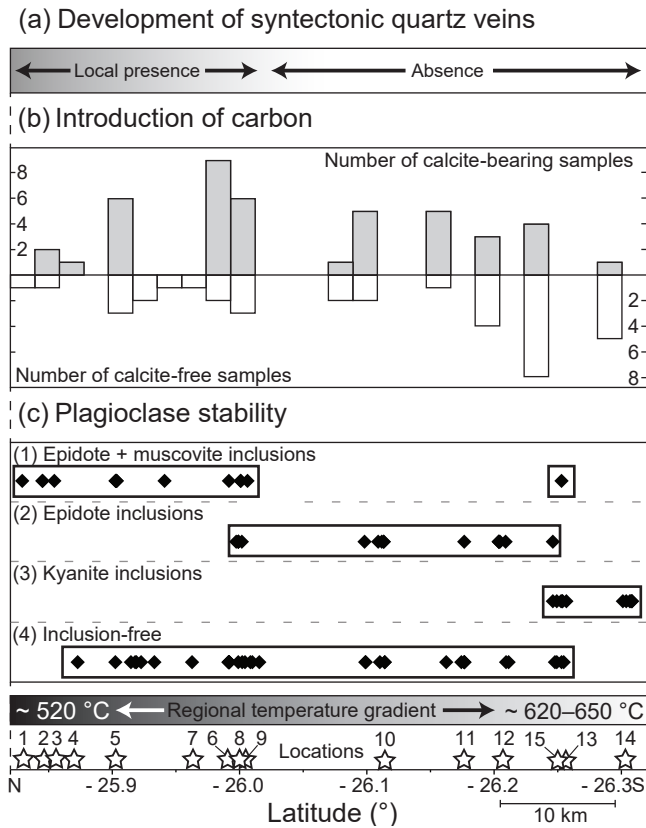 (a) Development of syntectonic quartz veins
Local presence
Absence
(b) Introduction of carbon
Number of calcite-bearing samples
8
6
4
2
2
4
6
8
Number of calcite-free samples
(c) Plagioclase stability
(1) Epidote + muscovite inclusions
(2) Epidote inclusions
(3) Kyanite inclusions
(4) Inclusion-free
~ 520 °C Regional temperature gradient ~ 620–650 °C
1 2 3 4 5 7 6 8 9 Locations 10 11 12 15 13 14
N - 25.9 - 26.0 - 26.1 - 26.2 - 26.3S
Latitude (°)
10 km